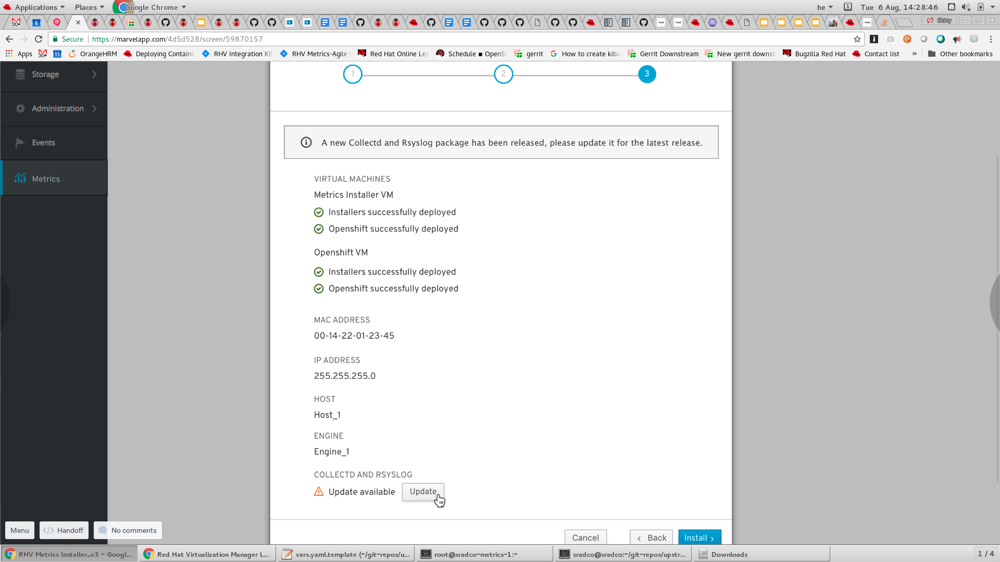 Applications Places Google Chrome he 1 Tue 6 Aug, 14:28:46
30+ 6 Shirly
Secure https://marvelapp.com/4d5d528/screen/59870157
Apps 30+ 11 OrangeHRM Deploying Containe RHV Integration KB RHV Metrics-Agile Red Hat Online Lea Schedule ■ OpenS gerrit How to create kiba Gerrit Downstream New gerrit downst Bugzilla Red Hat Contact list » Other bookmarks
Storage
Administration
Events
Metrics
1 2 3
A new Collectd and Rsyslog package has been released, please update it for the latest release.
VIRTUAL MACHINES
Metrics Installer VM
Installers successfully deployed
Openshift successfully deployed
Openshift VM
Installers successfully deployed
Openshift successfully deployed
MAC ADDRESS
00-14-22-01-23-45
IP ADDRESS
255.255.255.0
HOST
Host_1
ENGINE
Engine_1
COLLECTD AND RSYSLOG
Update available Update
Cancel ‹ Back Install ›
Menu </> Handoff No comments
RHV Metrics Installer_v3 – Googl... Red Hat Virtualization Manager L... vars.yaml.template (~/git-repos/u... root@sradco-metrics-1:~ sradco@sradco:~/git-repos/upstr... Downloads 1 / 4